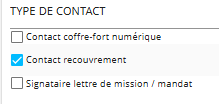 TYPE DE CONTACT
Contact coffre-fort numérique
Contact recouvrement
Signataire lettre de mission / mandat